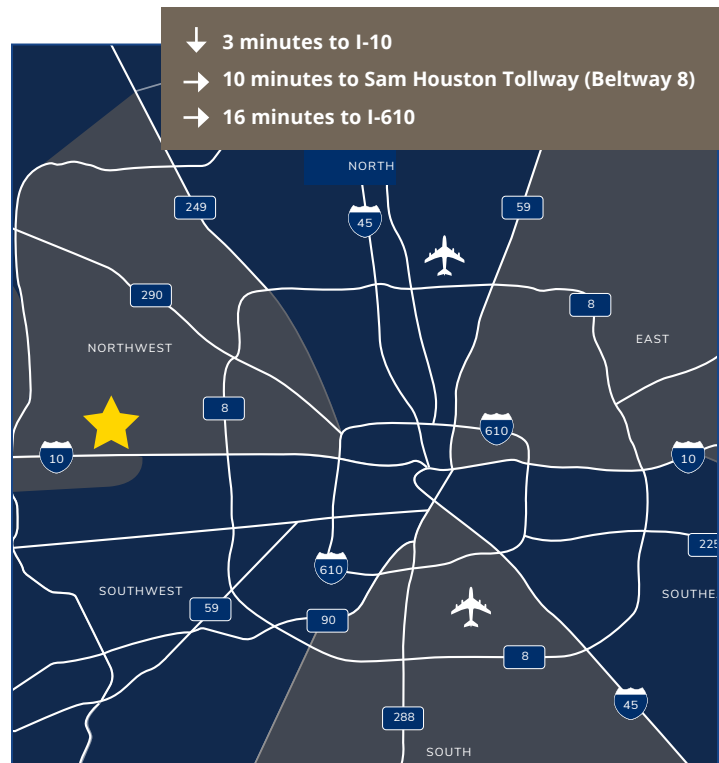 3 minutes to I-10
10 minutes to Sam Houston Tollway (Beltway 8)
16 minutes to I-610
NORTH
249
45
59
290
8
EAST
NORTHWEST
8
610
10
10
225
610
SOUTHWEST
SOUTHE
59
90
8
45
288
SOUTH